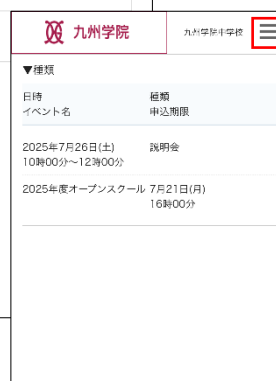 九州学院
九州学院中学校
▼種類
日時 種類
イベント名 申込期限
2025年7月26日(土) 説明会
10時00分～12時00分
2025年度オープンスクール 7月21日(月)
16時00分